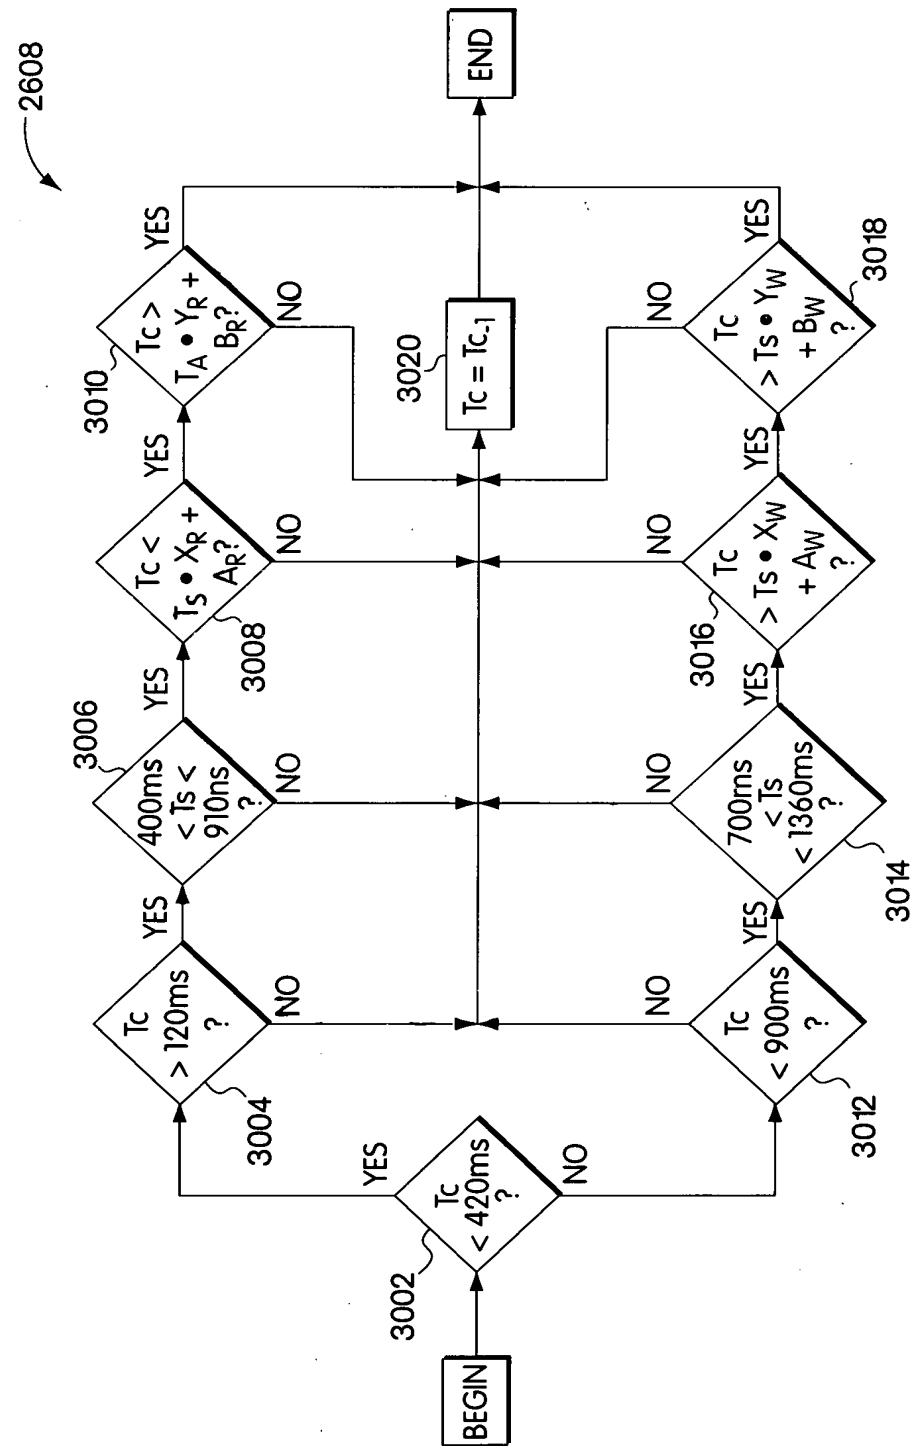 2608
BEGIN
3002
Tc
< 420ms
?
YES
NO
3004
Tc
> 120ms
?
YES
NO
3006
400ms
< Ts <
910ns
?
YES
NO
3008
Tc <
Ts • XR +
AR?
YES
NO
3010
Tc >
TA • YR +
BR?
YES
NO
3012
Tc
< 900ms
?
YES
NO
3014
700ms
< Ts
< 1360ms
?
YES
NO
3016
Tc
> Ts • XW
+ AW
?
YES
NO
3018
Tc
> Ts • YW
+ BW
?
YES
NO
3020
Tc = Tc-1
END